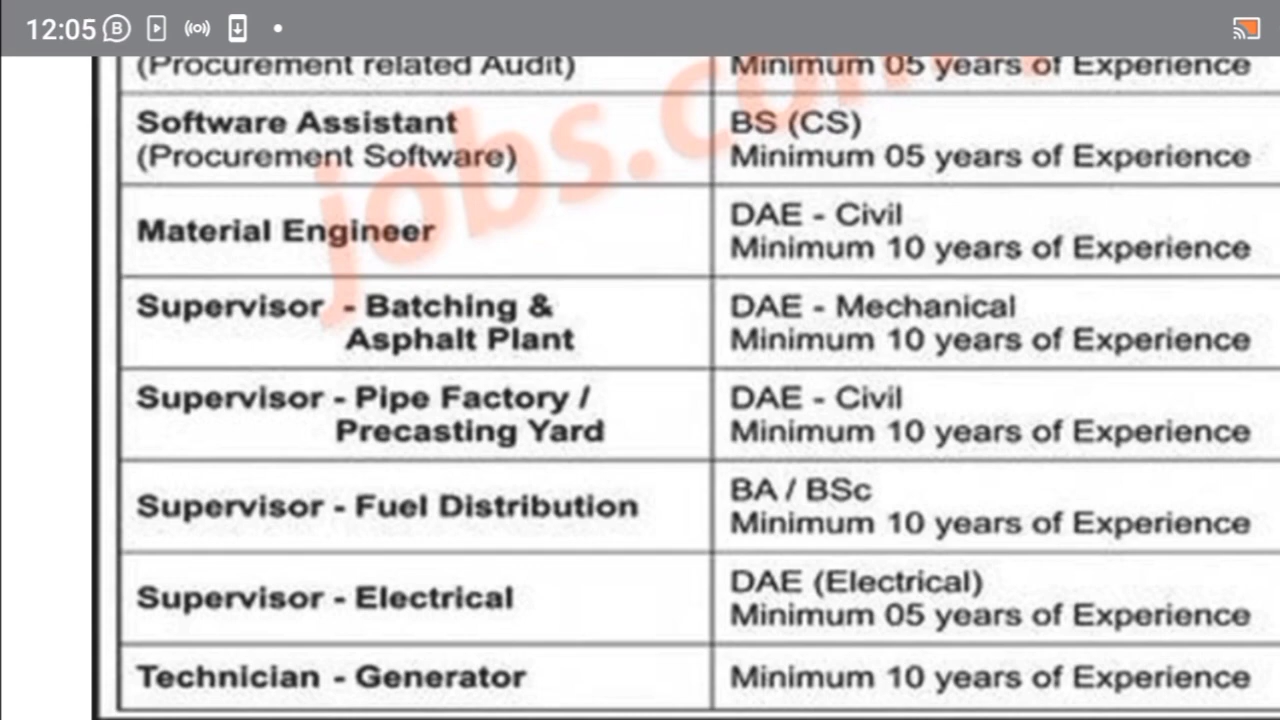 12:05
(Procurement related Audit)
Minimum 05 years of Experience
Software Assistant
(Procurement Software)
BS (CS)
Minimum 05 years of Experience
Material Engineer
DAE - Civil
Minimum 10 years of Experience
Supervisor - Batching &
Asphalt Plant
DAE - Mechanical
Minimum 10 years of Experience
Supervisor - Pipe Factory /
Precasting Yard
DAE - Civil
Minimum 10 years of Experience
Supervisor - Fuel Distribution
BA / BSc
Minimum 10 years of Experience
Supervisor - Electrical
DAE (Electrical)
Minimum 05 years of Experience
Technician - Generator
Minimum 10 years of Experience
jobs.com